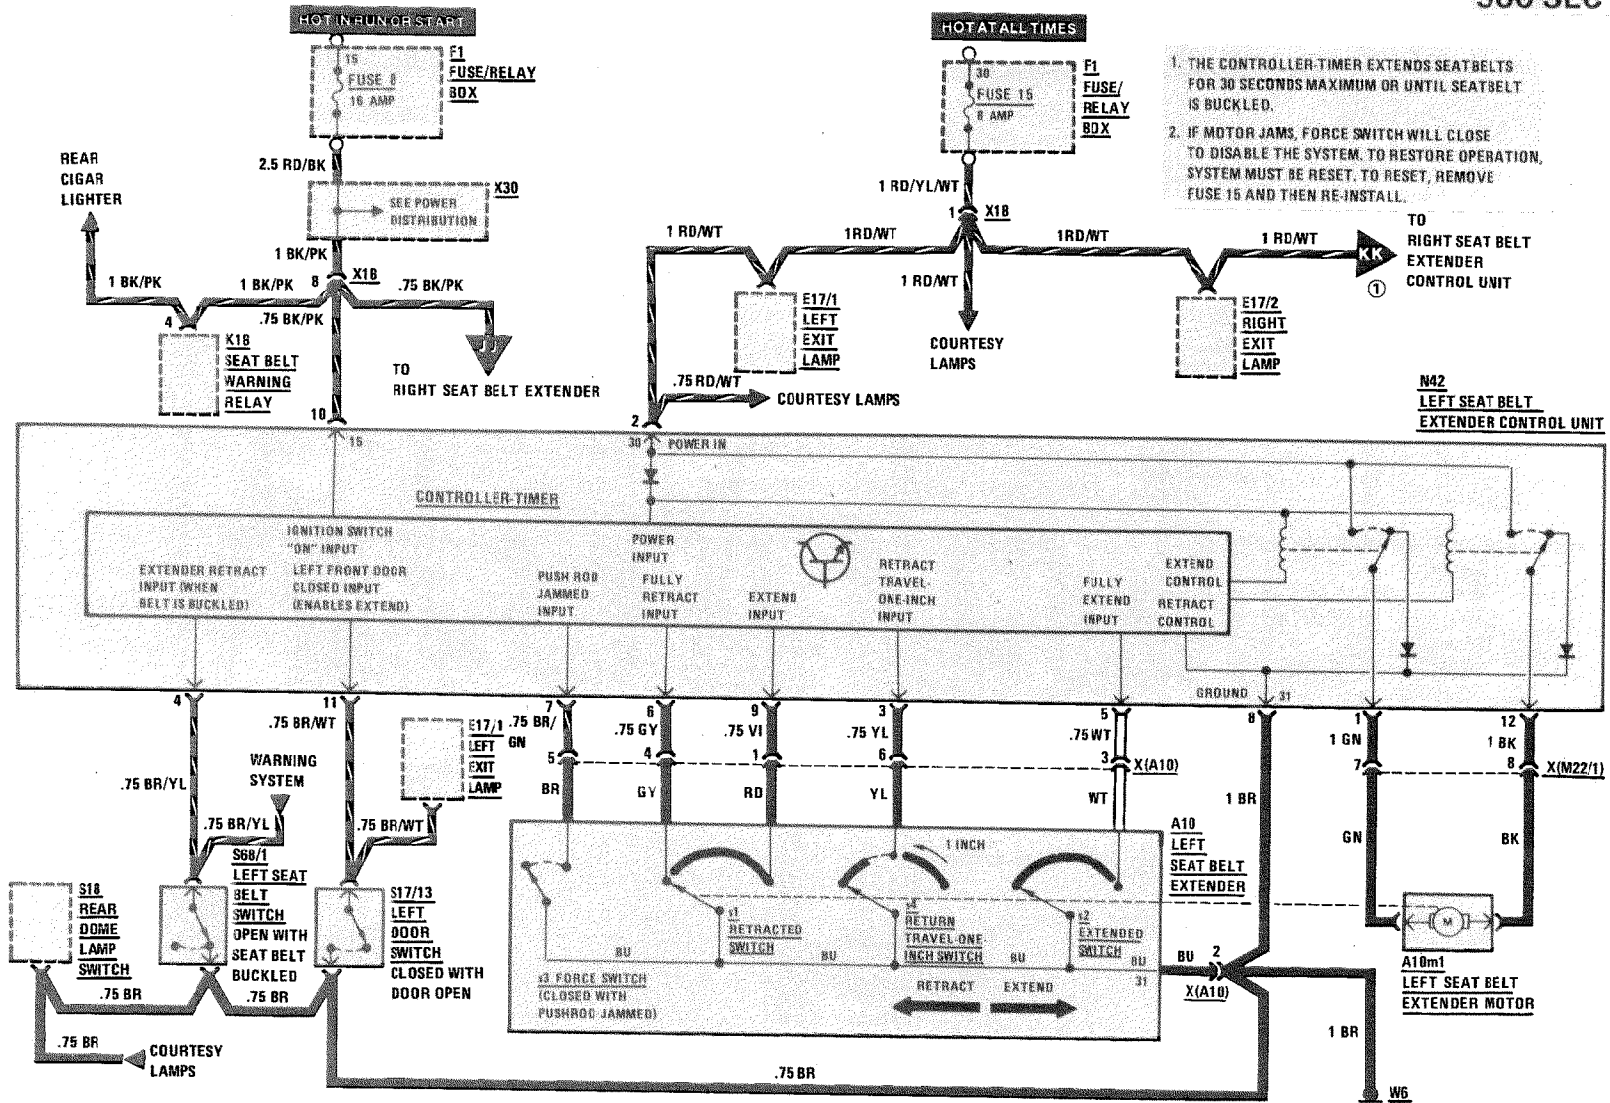 HOT IN RUN OR START
HOT AT ALL TIMES
15
FUSE 8
16 AMP
F1
FUSE/RELAY
BOX
30
FUSE 15
8 AMP
F1
FUSE/
RELAY
BOX
1. THE CONTROLLER-TIMER EXTENDS SEATBELTS
FOR 30 SECONDS MAXIMUM OR UNTIL SEATBELT
IS BUCKLED.
2. IF MOTOR JAMS, FORCE SWITCH WILL CLOSE
TO DISABLE THE SYSTEM. TO RESTORE OPERATION,
SYSTEM MUST BE RESET. TO RESET, REMOVE
FUSE 15 AND THEN RE-INSTALL.
REAR
CIGAR
LIGHTER
2.5 RD/BK
X30
SEE POWER
DISTRIBUTION
1 BK/PK
8
X18
1 BK/PK
1 BK/PK
.75 BK/PK
.75 BK/PK
4
X18
SEAT BELT
WARNING
RELAY
TO
RIGHT SEAT BELT EXTENDER
10
1 RD/YL/WT
1
X18
1 RD/WT
1RD/WT
1RD/WT
1 RD/WT
1 RD/WT
KK
①
TO
RIGHT SEAT BELT
EXTENDER
CONTROL UNIT
E17/1
LEFT
EXIT
LAMP
COURTESY
LAMPS
E17/2
RIGHT
EXIT
LAMP
.75 RD/WT
COURTESY LAMPS
2
N42
LEFT SEAT BELT
EXTENDER CONTROL UNIT
15
30
POWER IN
CONTROLLER-TIMER
IGNITION SWITCH
"ON" INPUT
EXTENDER RETRACT
INPUT (WHEN
BELT IS BUCKLED)
LEFT FRONT DOOR
CLOSED INPUT
(ENABLES EXTEND)
PUSH ROD
JAMMED
INPUT
POWER
INPUT
FULLY
RETRACT
INPUT
EXTEND
INPUT
RETRACT
TRAVEL-
ONE-INCH
INPUT
FULLY
EXTEND
INPUT
EXTEND
CONTROL
RETRACT
CONTROL
GROUND
31
4
11
7
6
9
3
5
8
1
12
.75 BR/WT
E17/1
LEFT
EXIT
LAMP
.75 BR/
GN
.75 GY
.75 VI
.75 YL
.75 WT
1 GN
1 BK
5
4
1
6
3
X(A10)
7
8
X(M22/1)
WARNING
SYSTEM
.75 BR/YL
BR
GY
RD
YL
WT
1 BR
GN
BK
.75 BR/YL
.75 BR/WT
S68/1
LEFT SEAT
BELT
SWITCH
OPEN WITH
SEAT BELT
BUCKLED
S17/13
LEFT
DOOR
SWITCH
CLOSED WITH
DOOR OPEN
S18
REAR
DOME
LAMP
SWITCH
1 INCH
A10
LEFT
SEAT BELT
EXTENDER
s1
RETRACTED
SWITCH
s4
RETURN
TRAVEL-ONE
INCH SWITCH
s2
EXTENDED
SWITCH
BU
BU
BU
BU
31
s3 FORCE SWITCH
(CLOSED WITH
PUSHROD JAMMED)
RETRACT
EXTEND
BU
2
X(A10)
M
A10m1
LEFT SEAT BELT
EXTENDER MOTOR
.75 BR
.75 BR
.75 BR
COURTESY
LAMPS
.75 BR
1 BR
W6